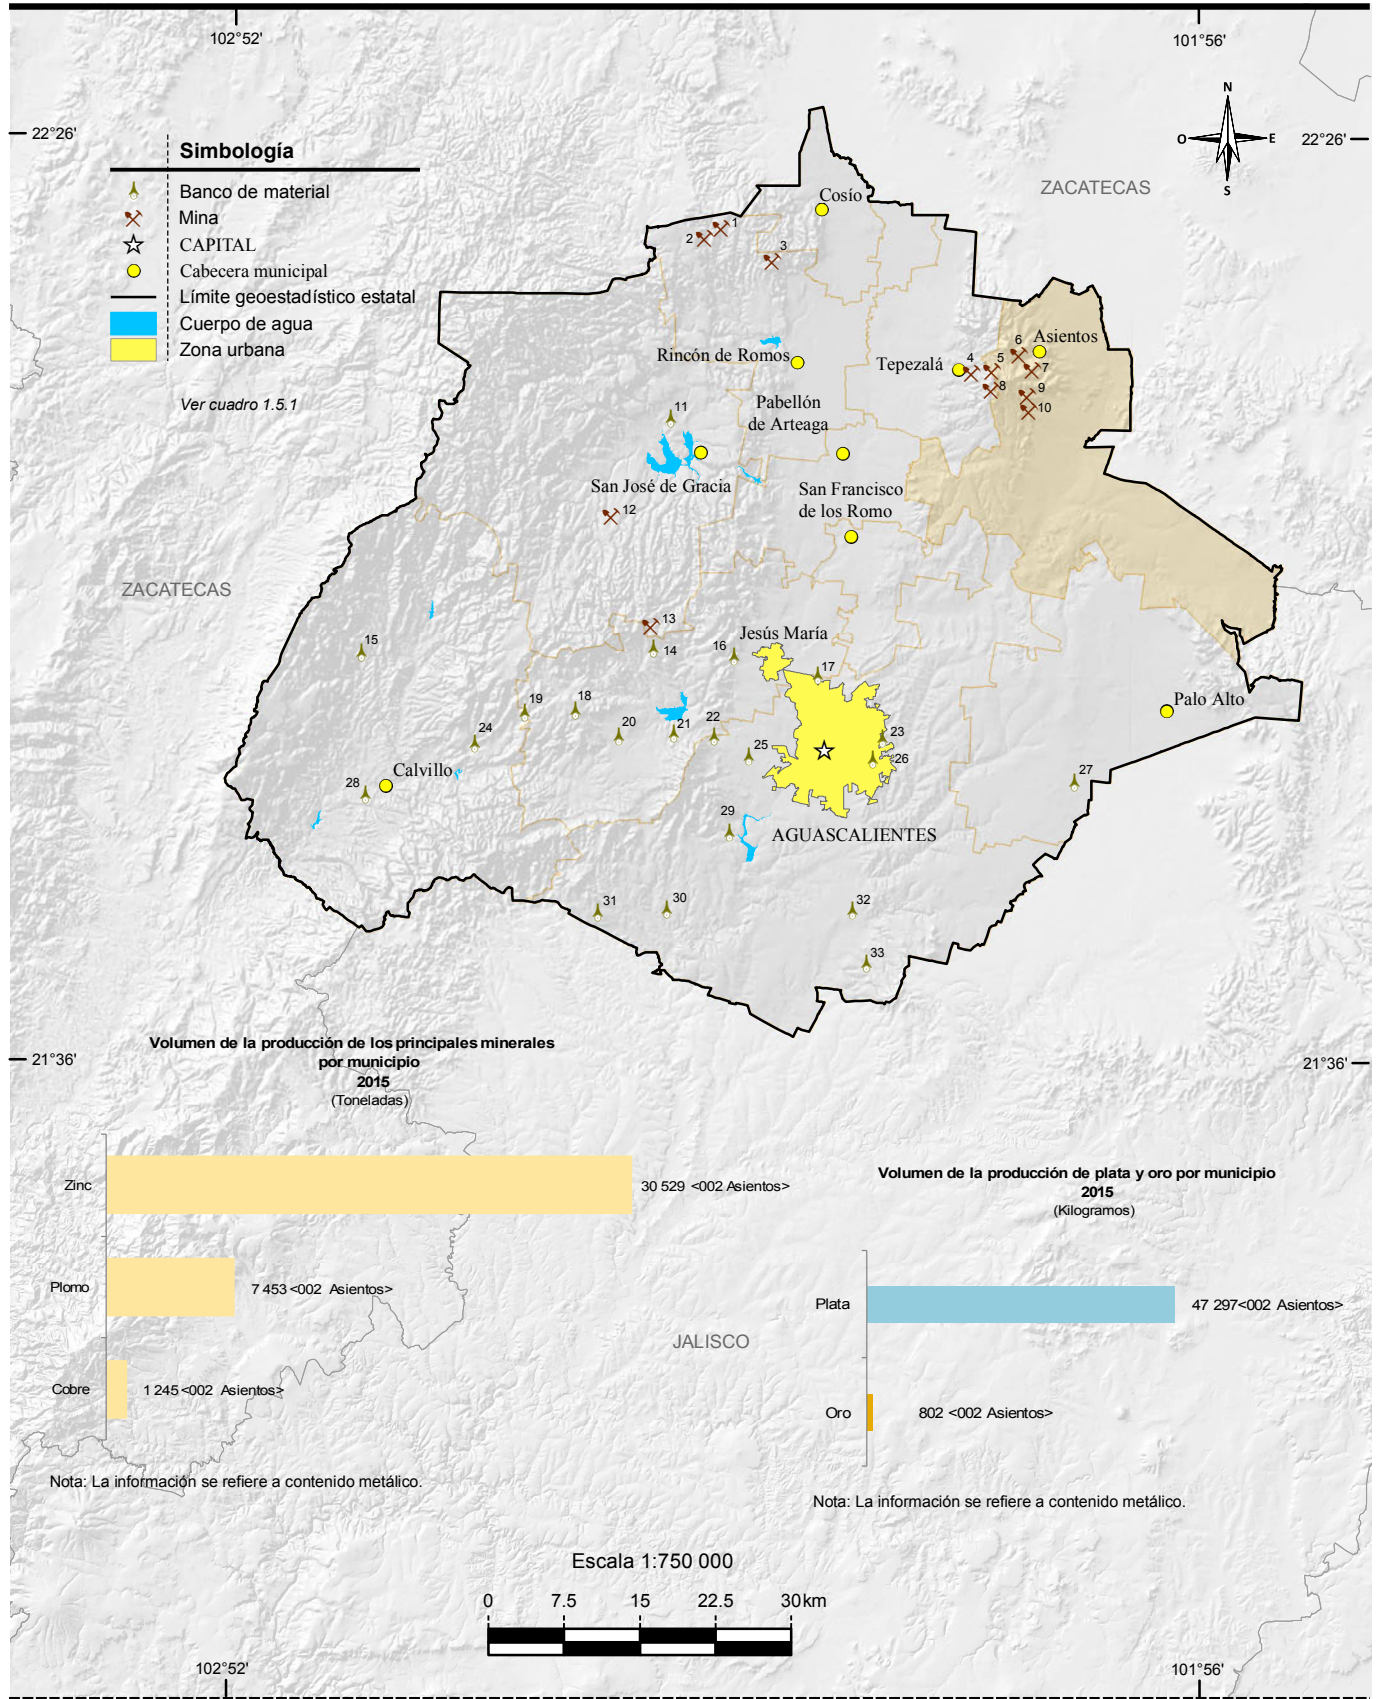 102°52'
101°56'
22°26'
22°26'
N
O
E
S
ZACATECAS
Simbología
Banco de material
Mina
CAPITAL
Cabecera municipal
Límite geoestadístico estatal
Cuerpo de agua
Zona urbana
Ver cuadro 1.5.1
Cosío
1
2
3
Rincón de Romos
Tepezalá
Asientos
4
5
6
7
8
9
10
Pabellón
de Arteaga
11
San José de Gracia
San Francisco
de los Romo
12
ZACATECAS
13
14
15
16
Jesús María
17
18
19
20
21
22
23
24
25
26
Palo Alto
27
Calvillo
28
29
AGUASCALIENTES
30
31
32
33
21°36'
21°36'
Volumen de la producción de los principales minerales
por municipio
2015
(Toneladas)
Zinc
30 529 <002 Asientos>
Plomo
7 453 <002 Asientos>
Cobre
1 245 <002 Asientos>
Nota: La información se refiere a contenido metálico.
Volumen de la producción de plata y oro por municipio
2015
(Kilogramos)
Plata
47 297<002 Asientos>
Oro
802 <002 Asientos>
Nota: La información se refiere a contenido metálico.
JALISCO
Escala 1:750 000
0 7.5 15 22.5 30 km
102°52'
101°56'